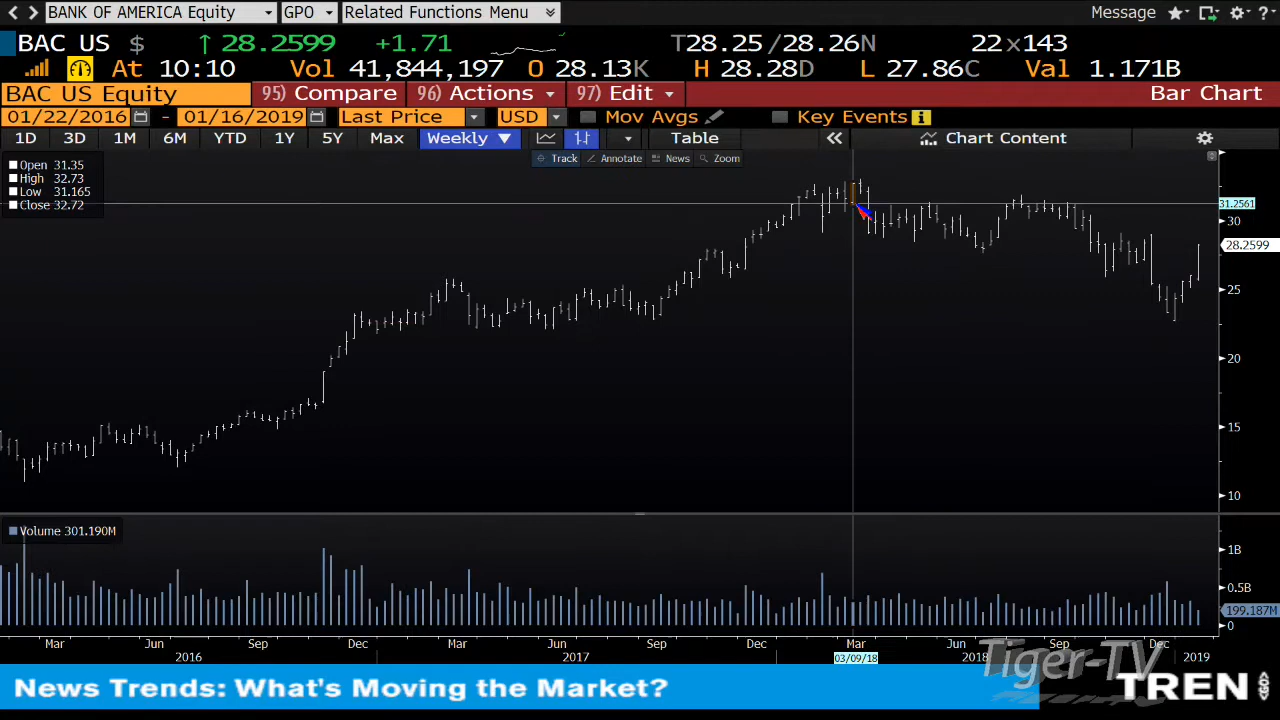 BANK OF AMERICA Equity GPO Related Functions Menu Message ?
BAC US $ ↑ 28.2599 +1.71 T28.25/28.26N 22x143
At 10:10 Vol 41,844,197 O 28.13K H 28.28D L 27.86C Val 1.171B
BAC US Equity 95) Compare 96) Actions 97) Edit Bar Chart
01/22/2016 - 01/16/2019 Last Price USD Mov Avgs Key Events i
1D 3D 1M 6M YTD 1Y 5Y Max Weekly ▼ Table « Chart Content
Track Annotate News Zoom
Open 31.35
High 32.73
Low 31.165
Close 32.72
31.2561
30
28.2599
25
20
15
10
Volume 301.190M
1B
0.5B
199.187M
0
Mar Jun Sep Dec Mar Jun Sep Dec Mar Jun Sep Dec
2016 2017 03/09/18 2018 2019
Tiger-TV
News Trends: What's Moving the Market?
TREN